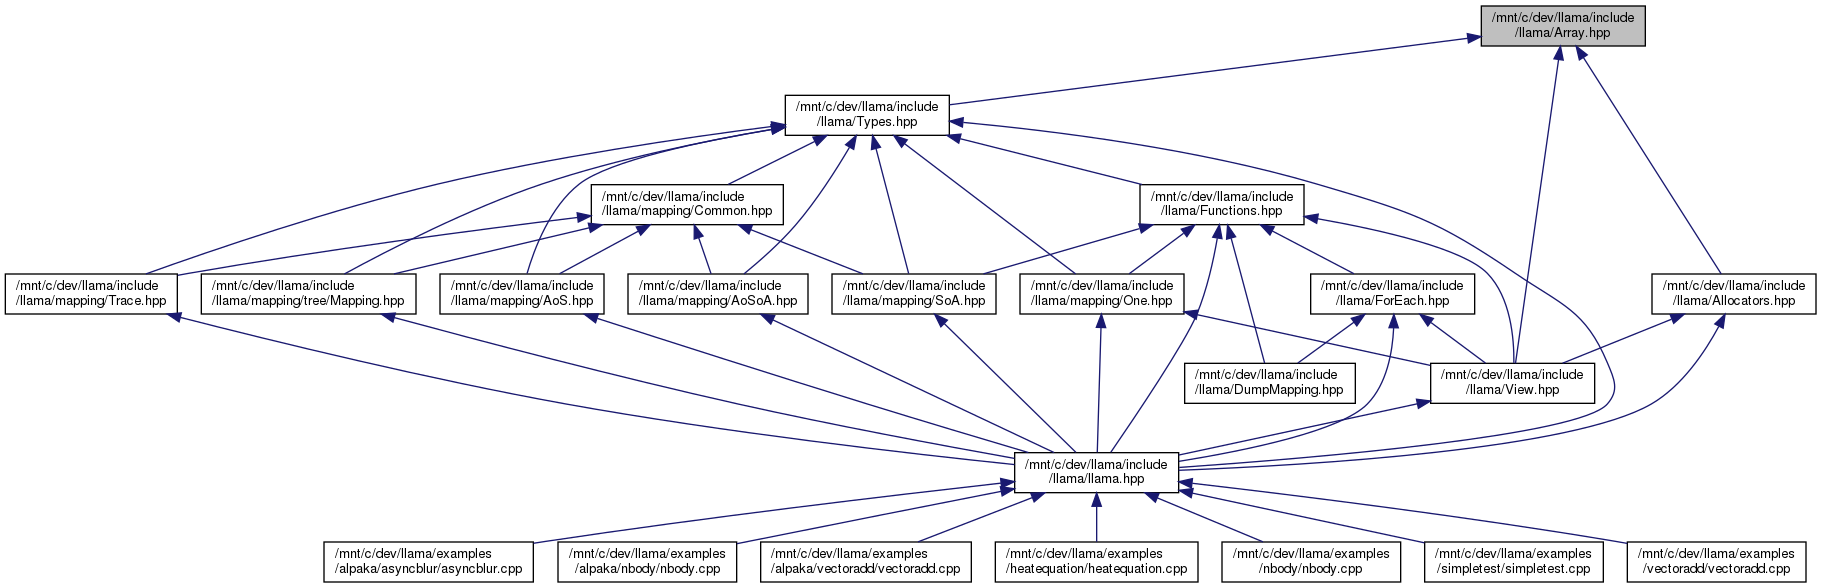 /mnt/c/dev/llama/include
/llama/Array.hpp
/mnt/c/dev/llama/include
/llama/Types.hpp
/mnt/c/dev/llama/include
/llama/mapping/Common.hpp
/mnt/c/dev/llama/include
/llama/Functions.hpp
/mnt/c/dev/llama/include
/llama/mapping/Trace.hpp
/mnt/c/dev/llama/include
/llama/mapping/tree/Mapping.hpp
/mnt/c/dev/llama/include
/llama/mapping/AoS.hpp
/mnt/c/dev/llama/include
/llama/mapping/AoSoA.hpp
/mnt/c/dev/llama/include
/llama/mapping/SoA.hpp
/mnt/c/dev/llama/include
/llama/mapping/One.hpp
/mnt/c/dev/llama/include
/llama/ForEach.hpp
/mnt/c/dev/llama/include
/llama/Allocators.hpp
/mnt/c/dev/llama/include
/llama/DumpMapping.hpp
/mnt/c/dev/llama/include
/llama/View.hpp
/mnt/c/dev/llama/include
/llama/llama.hpp
/mnt/c/dev/llama/examples
/alpaka/asyncblur/asyncblur.cpp
/mnt/c/dev/llama/examples
/alpaka/nbody/nbody.cpp
/mnt/c/dev/llama/examples
/alpaka/vectoradd/vectoradd.cpp
/mnt/c/dev/llama/examples
/heatequation/heatequation.cpp
/mnt/c/dev/llama/examples
/nbody/nbody.cpp
/mnt/c/dev/llama/examples
/simpletest/simpletest.cpp
/mnt/c/dev/llama/examples
/vectoradd/vectoradd.cpp